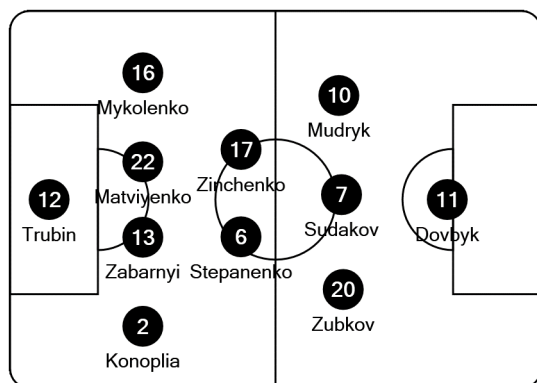 16
Mykolenko
10
Mudryk
22
Matviyenko
17
Zinchenko
12
Trubin
7
Sudakov
11
Dovbyk
13
Zabarnyi
6
Stepanenko
20
Zubkov
2
Konoplia